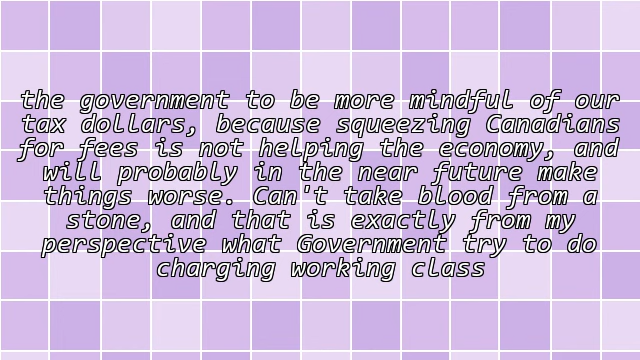 the government to be more mindful of our
tax dollars, because squeezing Canadians
for fees is not helping the economy, and
will probably in the near future make
things worse. Can't take blood from a
stone, and that is exactly from my
perspective what Government try to do
charging working class